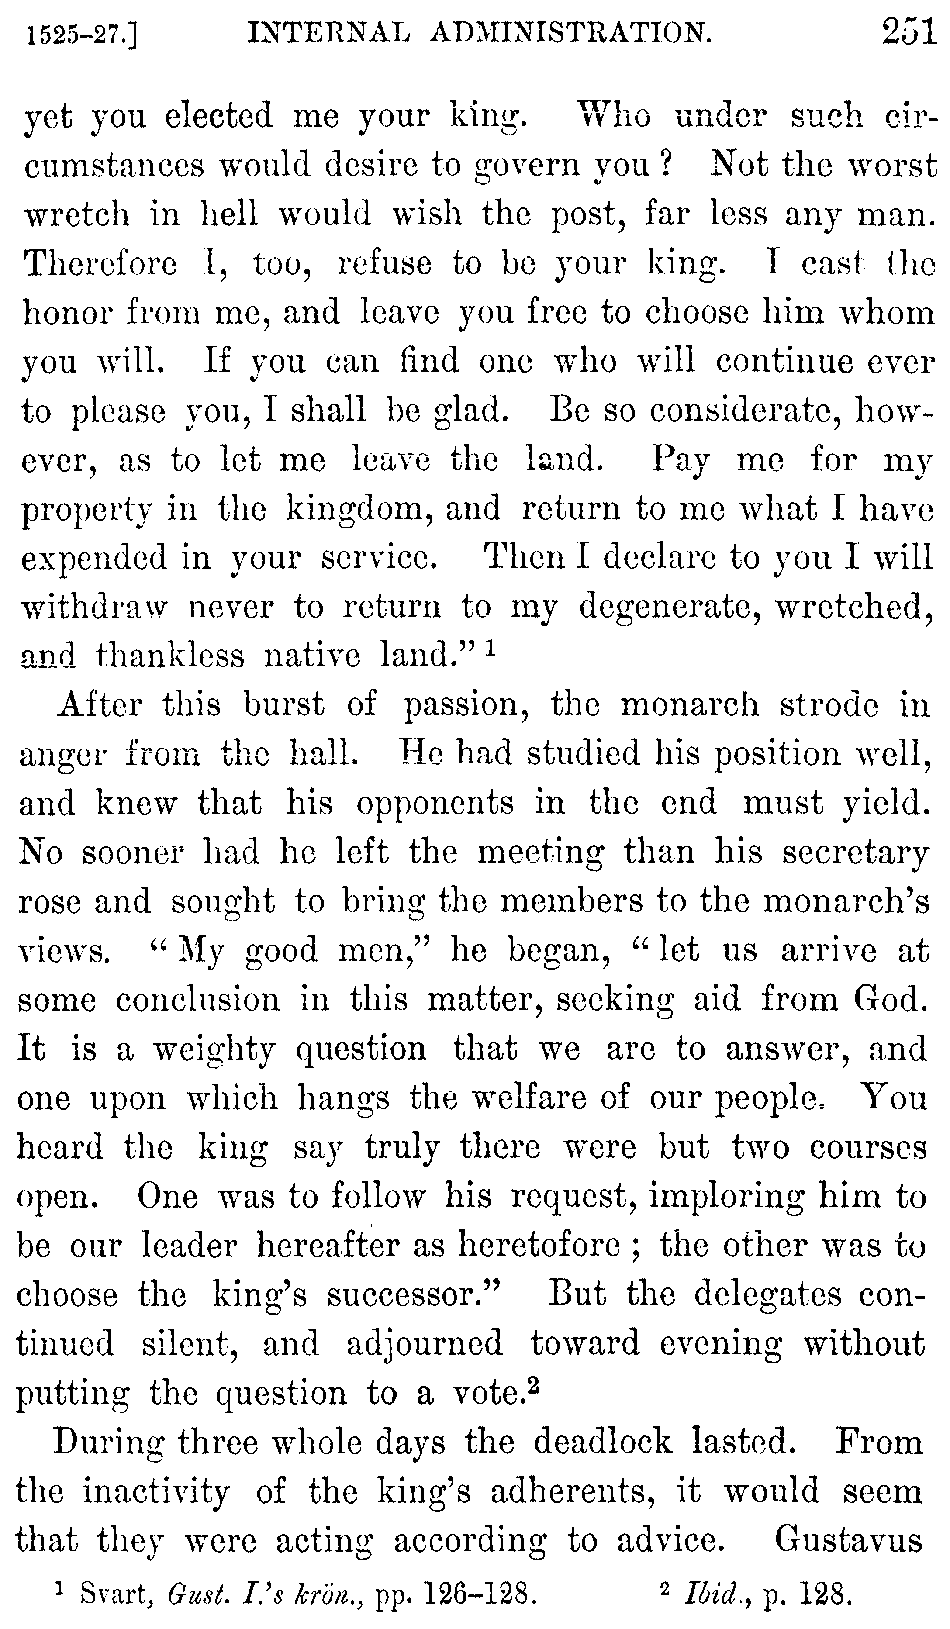 1525–27.] INTERNAL ADMINISTRATION. 251
yet you elected me your king. Who under such cir-
cumstances would desire to govern you? Not the worst
wretch in hell would wish the post, far less any man.
Therefore I, too, refuse to be your king. I cast the
honor from me, and leave you free to choose him whom
you will. If you can find one who will continue ever
to please you, I shall be glad. Be so considerate, how-
ever, as to let me leave the land. Pay me for my
property in the kingdom, and return to me what I have
expended in your service. Then I declare to you I will
withdraw never to return to my degenerate, wretched,
and thankless native land.” ¹
After this burst of passion, the monarch strode in
anger from the hall. He had studied his position well,
and knew that his opponents in the end must yield.
No sooner had he left the meeting than his secretary
rose and sought to bring the members to the monarch’s
views. “My good men,” he began, “let us arrive at
some conclusion in this matter, seeking aid from God.
It is a weighty question that we are to answer, and
one upon which hangs the welfare of our people. You
heard the king say truly there were but two courses
open. One was to follow his request, imploring him to
be our leader hereafter as heretofore; the other was to
choose the king’s successor.” But the delegates con-
tinued silent, and adjourned toward evening without
putting the question to a vote.²
During three whole days the deadlock lasted. From
the inactivity of the king’s adherents, it would seem
that they were acting according to advice. Gustavus
¹ Svart, Gust. I.’s krön., pp. 126–128. ² Ibid., p. 128.